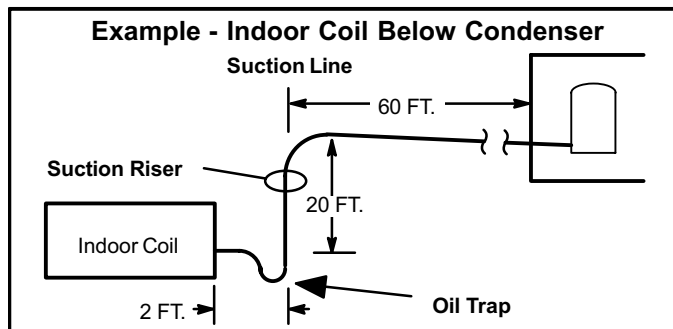 Example - Indoor Coil Below Condenser
Suction Line
60 FT.
Suction Riser
20 FT.
Indoor Coil
Oil Trap
2 FT.